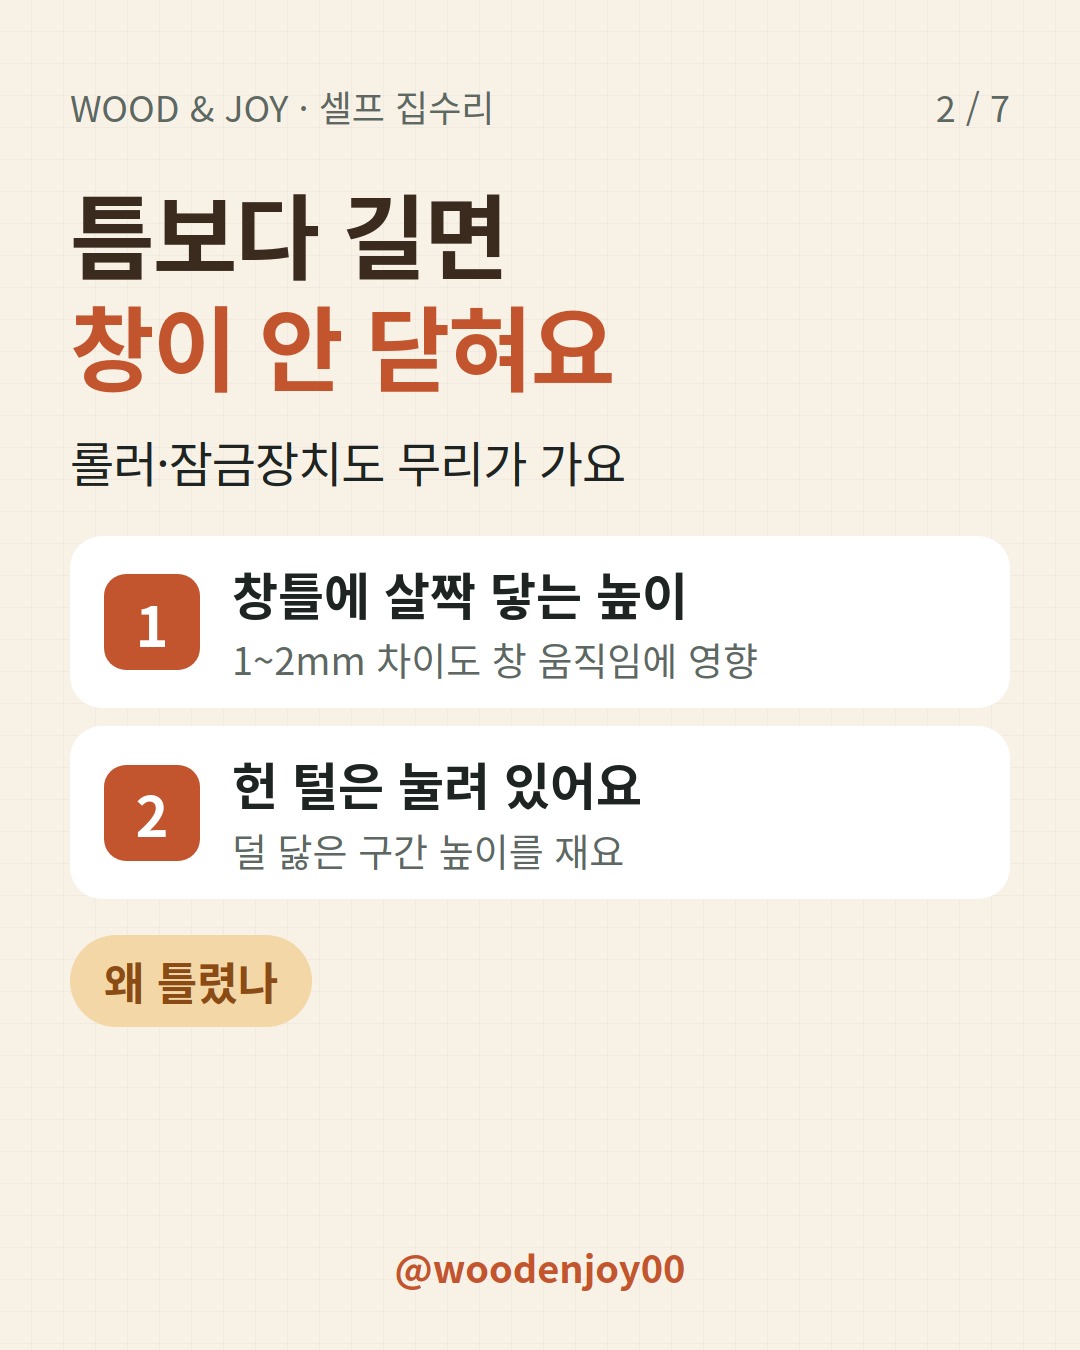 WOOD & JOY · 셀프 집수리
2 / 7
틈보다 길면
창이 안 닫혀요
롤러·잠금장치도 무리가 가요
1
창틀에 살짝 닿는 높이
1~2mm 차이도 창 움직임에 영향
2
헌 털은 눌려 있어요
덜 닳은 구간 높이를 재요
왜 틀렸나
@woodenjoy00